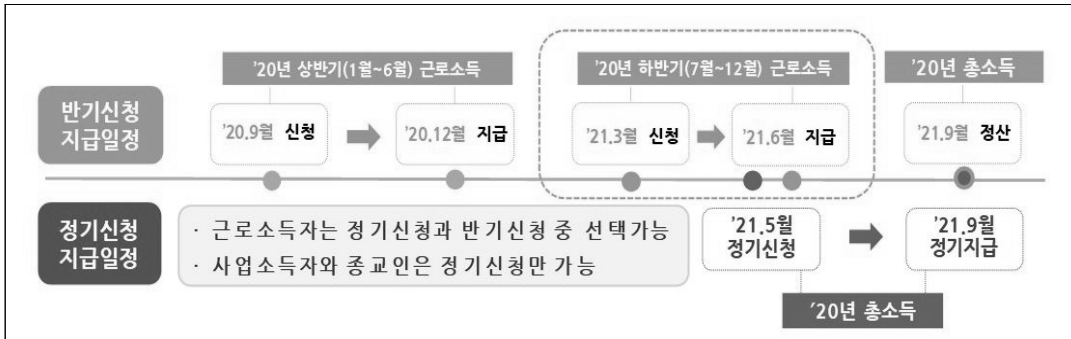 '20년 상반기(1월~6월) 근로소득
'20년 하반기(7월~12월) 근로소득
'20년 총소득
반기신청
지급일정
'20.9월 신청
'20.12월 지급
'21.3월 신청
'21.6월 지급
'21.9월 정산
정기신청
지급일정
· 근로소득자는 정기신청과 반기신청 중 선택가능
· 사업소득자와 종교인은 정기신청만 가능
'21.5월
정기신청
'21.9월
정기지급
'20년 총소득